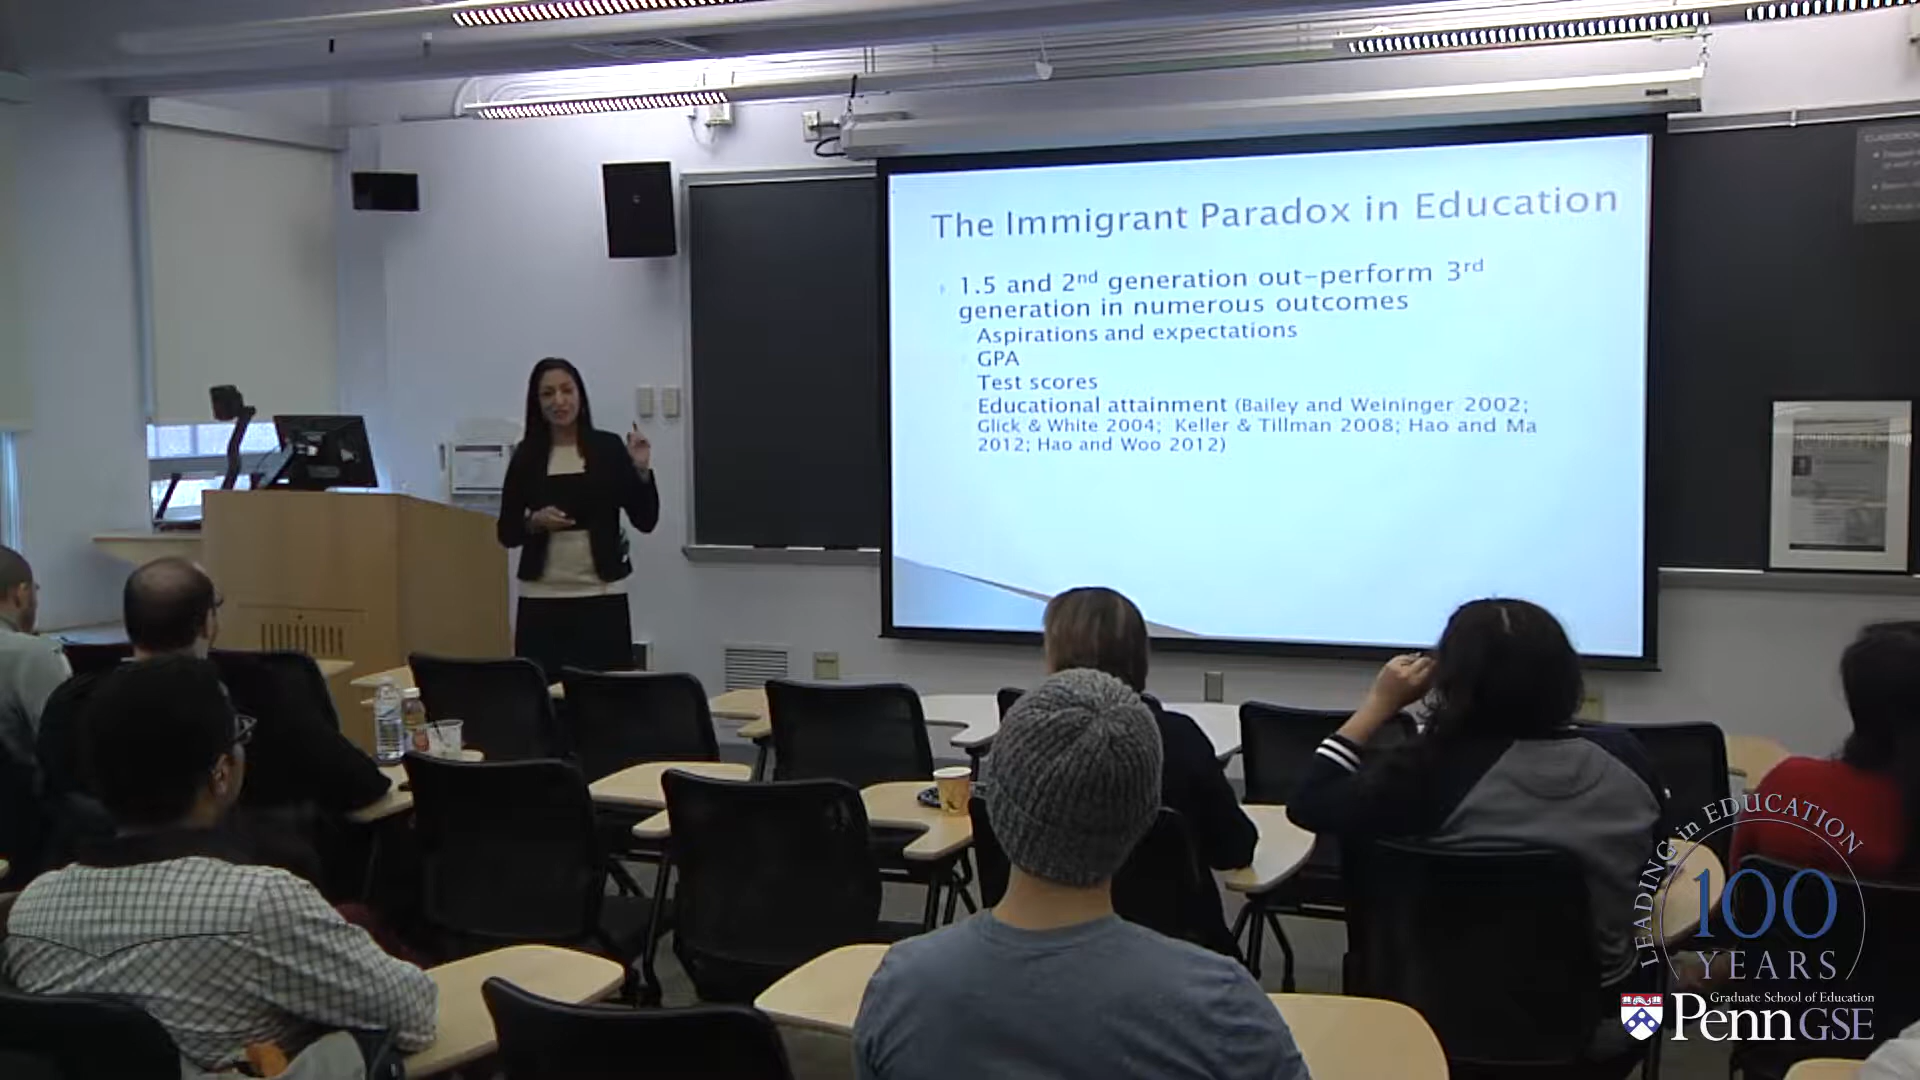 The Immigrant Paradox in Education
1.5 and 2nd generation out-perform 3rd
generation in numerous outcomes
Aspirations and expectations
GPA
Test scores
Educational attainment (Bailey and Weininger 2002;
Glick & White 2004; Keller & Tillman 2008; Hao and Ma
2012; Hao and Woo 2012)
LEADING in EDUCATION
100
YEARS
Graduate School of Education
Penn GSE